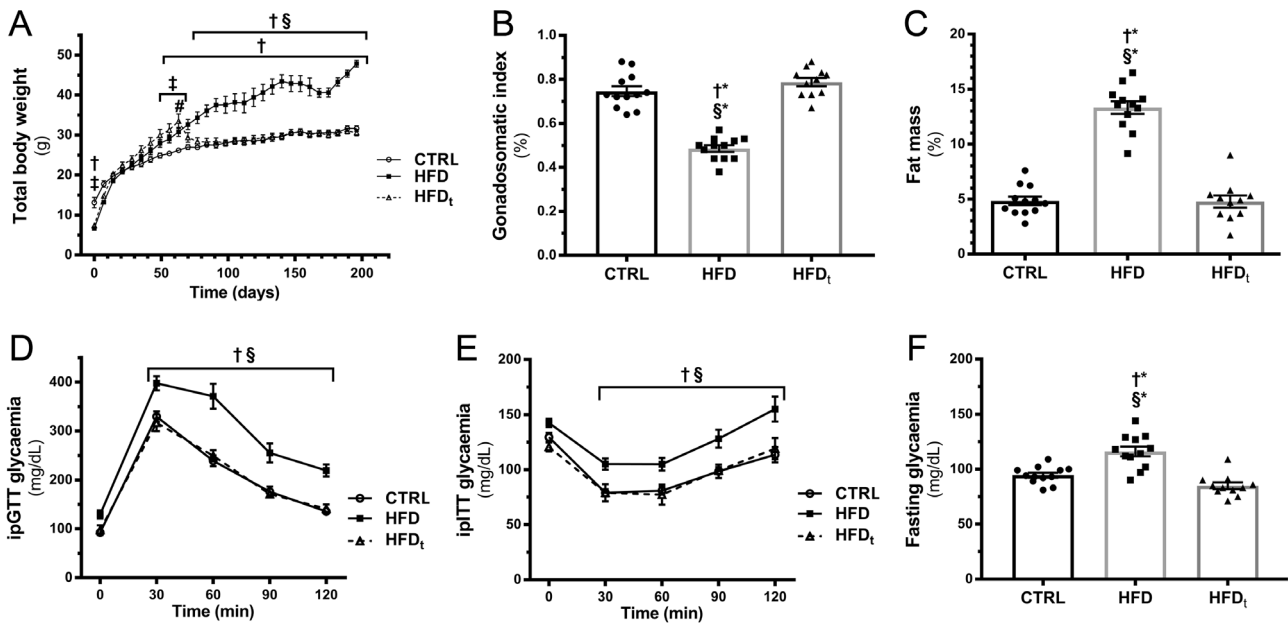 A
Total body weight
(g)
50
40
30
20
10
0
0
50
100
150
200
Time (days)
† §
†
‡
#
†
‡
CTRL
HFD
HFDt
B
Gonadosomatic index
(%)
1.0
0.8
0.6
0.4
0.2
0.0
†*
§*
CTRL
HFD
HFDt
C
Fat mass
(%)
20
15
10
5
0
†*
§*
CTRL
HFD
HFDt
D
ipGTT glycaemia
(mg/dL)
400
300
200
100
0
0
30
60
90
120
Time (min)
† §
CTRL
HFD
HFDt
E
ipITT glycaemia
(mg/dL)
200
150
100
50
0
0
30
60
90
120
Time (min)
† §
CTRL
HFD
HFDt
F
Fasting glycaemia
(mg/dL)
200
150
100
50
0
†*
§*
CTRL
HFD
HFDt